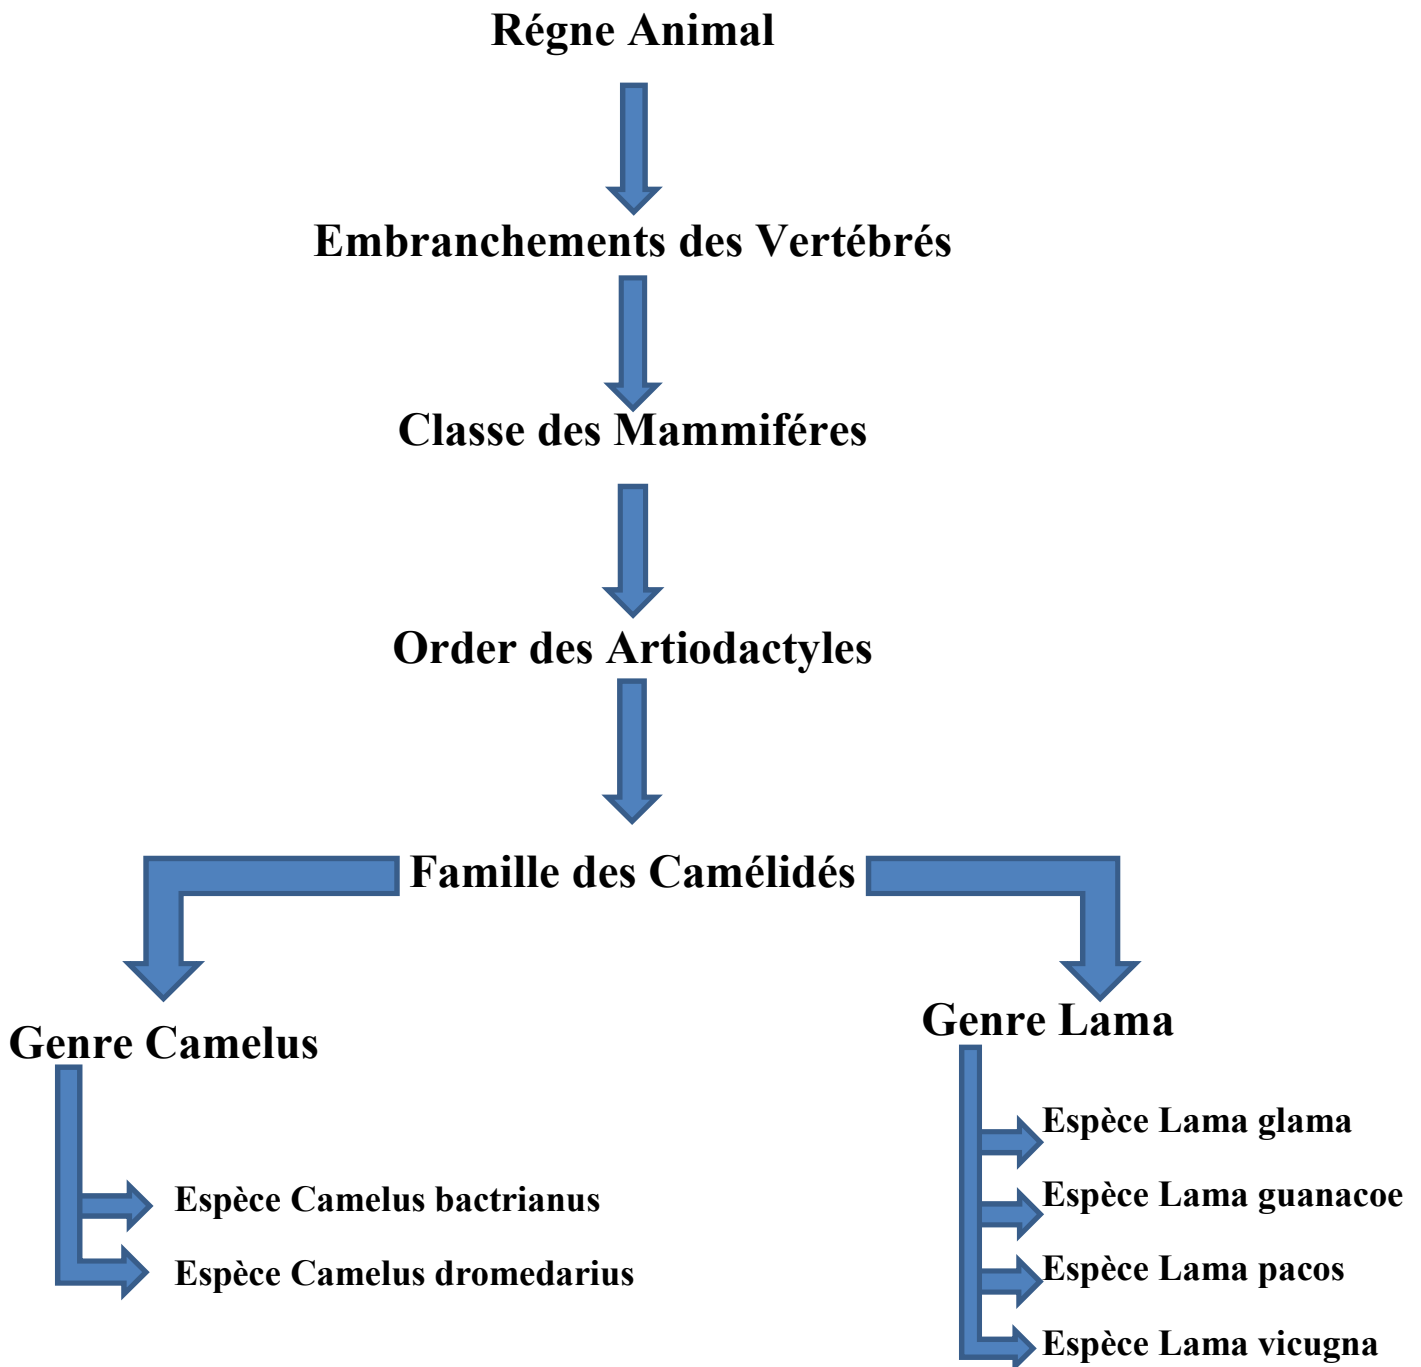 Régne Animal
Embranchements des Vertébrés
Classe des Mammiféres
Order des Artiodactyles
Famille des Camélidés
Genre Camelus
Espèce Camelus bactrianus
Espèce Camelus dromedarius
Genre Lama
Espèce Lama glama
Espèce Lama guanacoe
Espèce Lama pacos
Espèce Lama vicugna